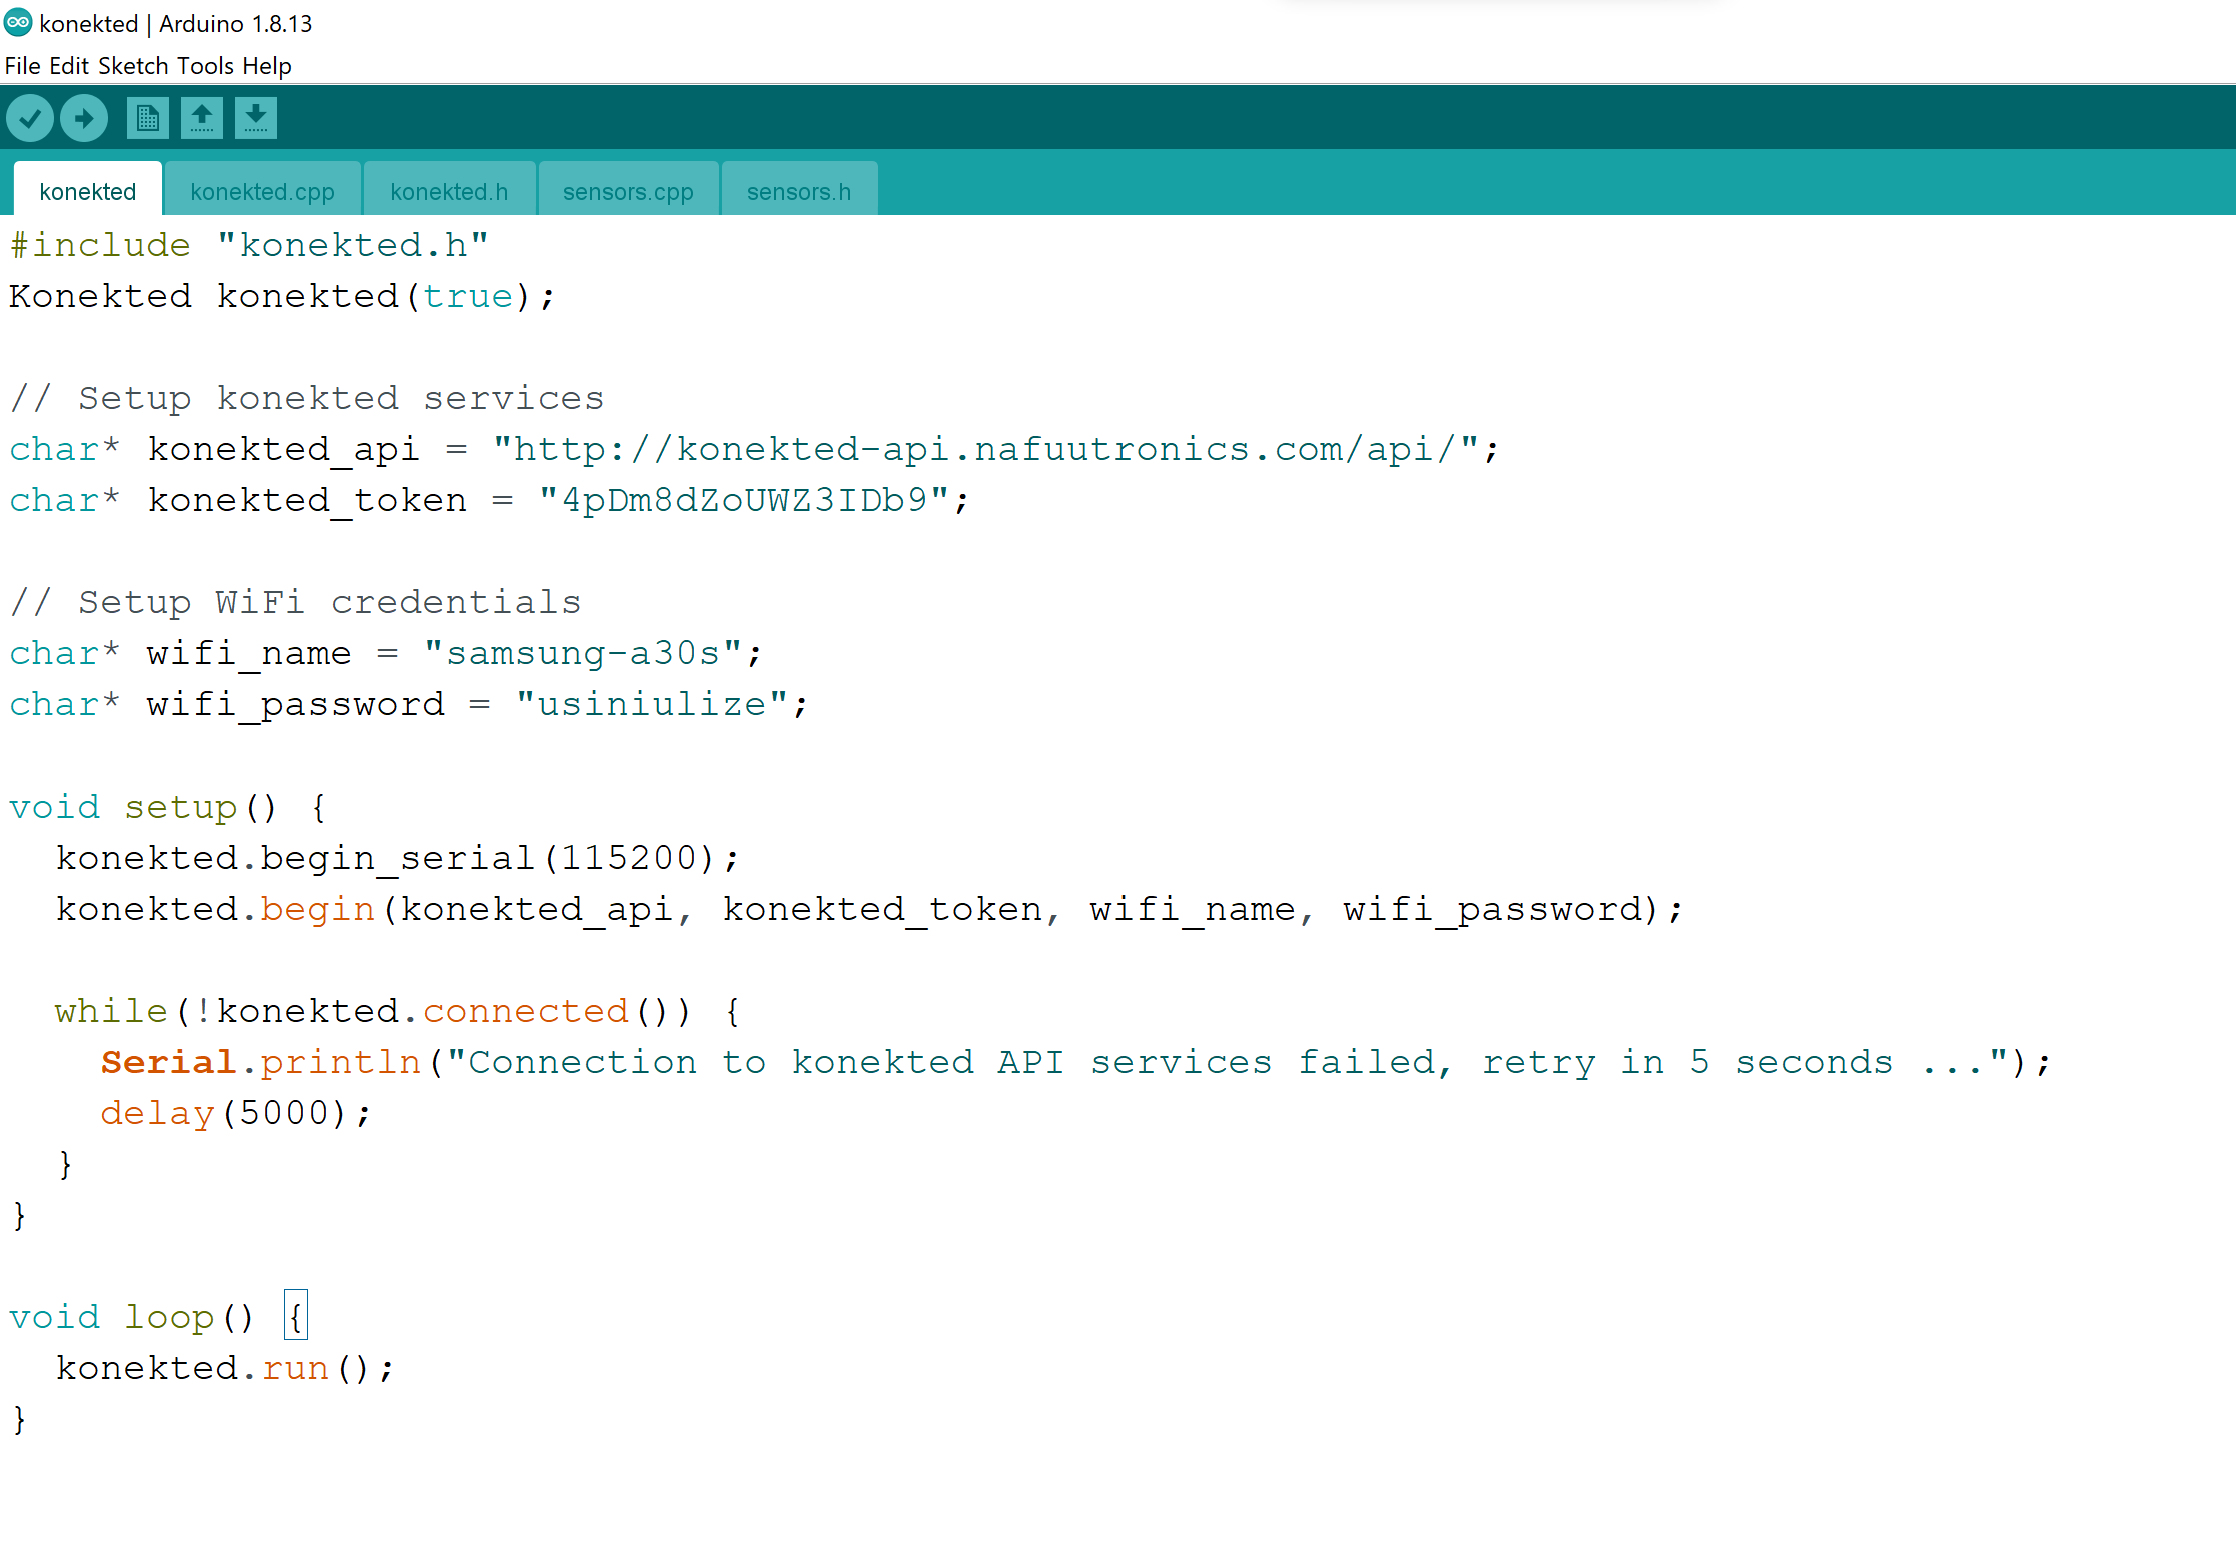 konekted | Arduino 1.8.13
File Edit Sketch Tools Help
konekted konekted.cpp konekted.h sensors.cpp sensors.h
#include "konekted.h"
Konekted konekted(true);
// Setup konekted services
char* konekted_api = "http://konekted-api.nafuutronics.com/api/";
char* konekted_token = "4pDm8dZoUWZ3IDb9";
// Setup WiFi credentials
char* wifi_name = "samsung-a30s";
char* wifi_password = "usiniulize";
void setup() {
  konekted.begin_serial(115200);
  konekted.begin(konekted_api, konekted_token, wifi_name, wifi_password);
  while(!konekted.connected()) {
    Serial.println("Connection to konekted API services failed, retry in 5 seconds ...");
    delay(5000);
  }
}
void loop() {
  konekted.run();
}